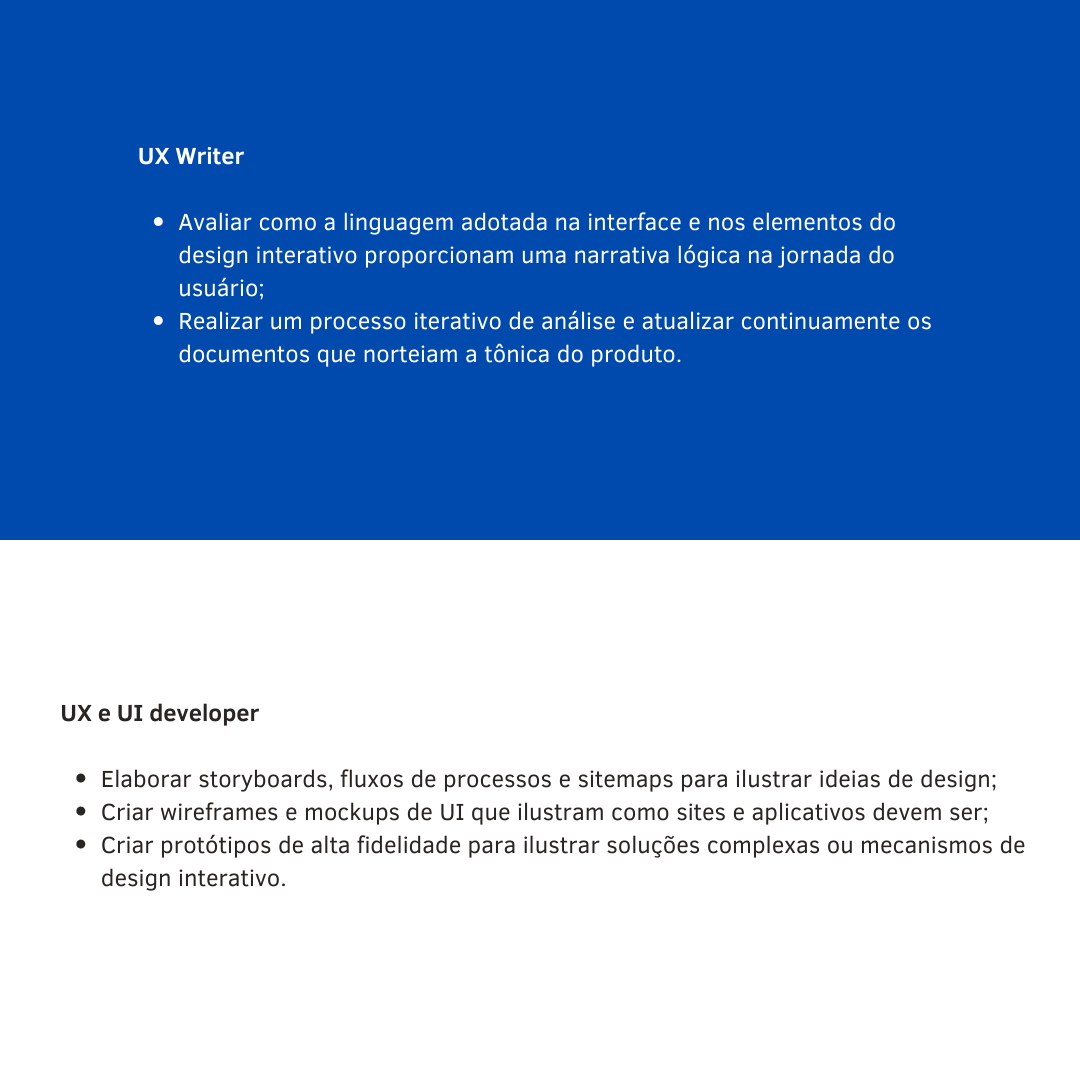 UX Writer
• Avaliar como a linguagem adotada na interface e nos elementos do
design interativo proporcionam uma narrativa lógica na jornada do
usuário;
• Realizar um processo iterativo de análise e atualizar continuamente os
documentos que norteiam a tônica do produto.
UX e UI developer
• Elaborar storyboards, fluxos de processos e sitemaps para ilustrar ideias de design;
• Criar wireframes e mockups de UI que ilustram como sites e aplicativos devem ser;
• Criar protótipos de alta fidelidade para ilustrar soluções complexas ou mecanismos de
design interativo.